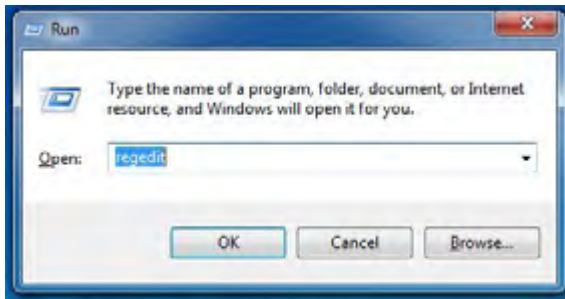 Run
Type the name of a program, folder, document, or Internet
resource, and Windows will open it for you.
Open: regedit
OK Cancel Browse...